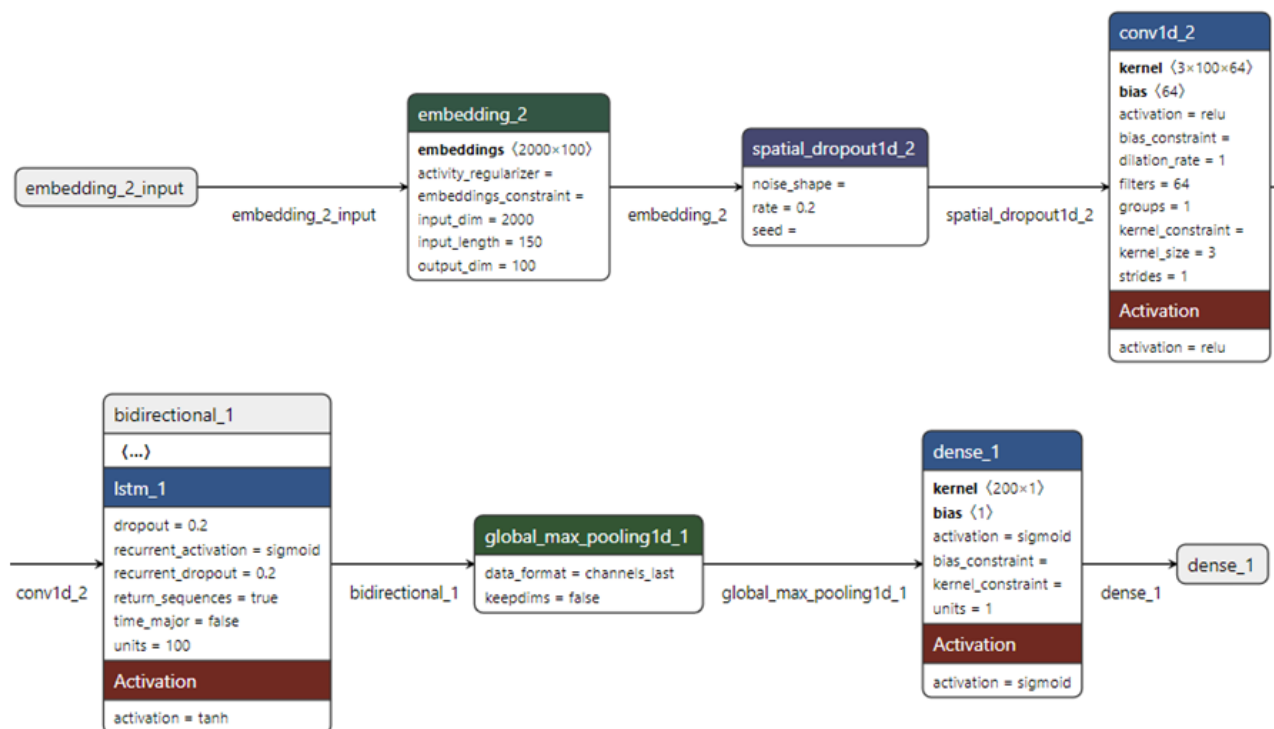 embedding_2_input
embedding_2_input
embedding_2
embeddings 〈2000×100〉
activity_regularizer =
embeddings_constraint =
input_dim = 2000
input_length = 150
output_dim = 100
embedding_2
spatial_dropout1d_2
noise_shape =
rate = 0.2
seed =
spatial_dropout1d_2
conv1d_2
kernel 〈3×100×64〉
bias 〈64〉
activation = relu
bias_constraint =
dilation_rate = 1
filters = 64
groups = 1
kernel_constraint =
kernel_size = 3
strides = 1
Activation
activation = relu
conv1d_2
bidirectional_1
〈...〉
lstm_1
dropout = 0.2
recurrent_activation = sigmoid
recurrent_dropout = 0.2
return_sequences = true
time_major = false
units = 100
Activation
activation = tanh
bidirectional_1
global_max_pooling1d_1
data_format = channels_last
keepdims = false
global_max_pooling1d_1
dense_1
kernel 〈200×1〉
bias 〈1〉
activation = sigmoid
bias_constraint =
kernel_constraint =
units = 1
Activation
activation = sigmoid
dense_1
dense_1